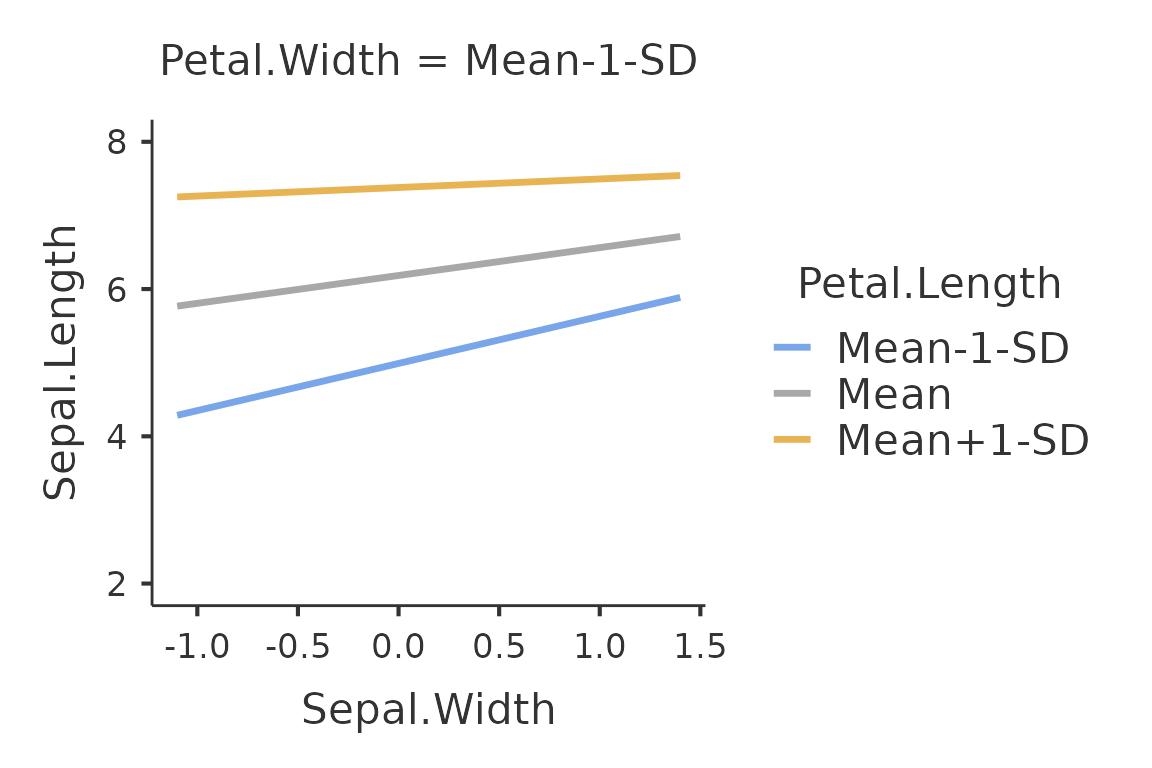 Petal.Width = Mean-1-SD
8
6
4
2
Sepal.Length
-1.0 -0.5 0.0 0.5 1.0 1.5
Sepal.Width
Petal.Length
Mean-1-SD
Mean
Mean+1-SD